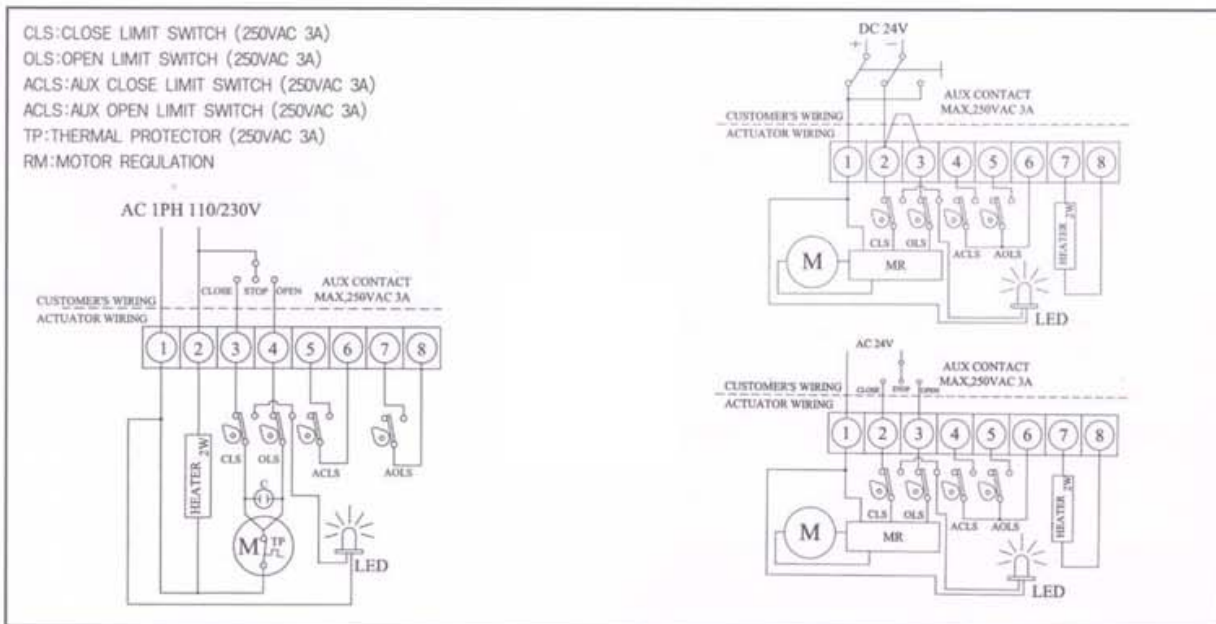 CLS:CLOSE LIMIT SWITCH (250VAC 3A)
OLS:OPEN LIMIT SWITCH (250VAC 3A)
ACLS:AUX CLOSE LIMIT SWITCH (250VAC 3A)
ACLS:AUX OPEN LIMIT SWITCH (250VAC 3A)
TP:THERMAL PROTECTOR (250VAC 3A)
RM:MOTOR REGULATION
AC 1PH 110/230V
CLOSE STOP OPEN
AUX CONTACT
MAX,250VAC 3A
CUSTOMER'S WIRING
ACTUATOR WIRING
1 2 3 4 5 6 7 8
HEATER 2W
CLS OLS ACLS AOLS
C
M TP
LED
DC 24V
+ −
AUX CONTACT
MAX,250VAC 3A
CUSTOMER'S WIRING
ACTUATOR WIRING
1 2 3 4 5 6 7 8
CLS OLS ACLS AOLS
HEATER 2W
M MR
LED
AC 24V
CLOSE STOP OPEN
AUX CONTACT
MAX,250VAC 3A
CUSTOMER'S WIRING
ACTUATOR WIRING
1 2 3 4 5 6 7 8
CLS OLS ACLS AOLS
HEATER 2W
M MR
LED